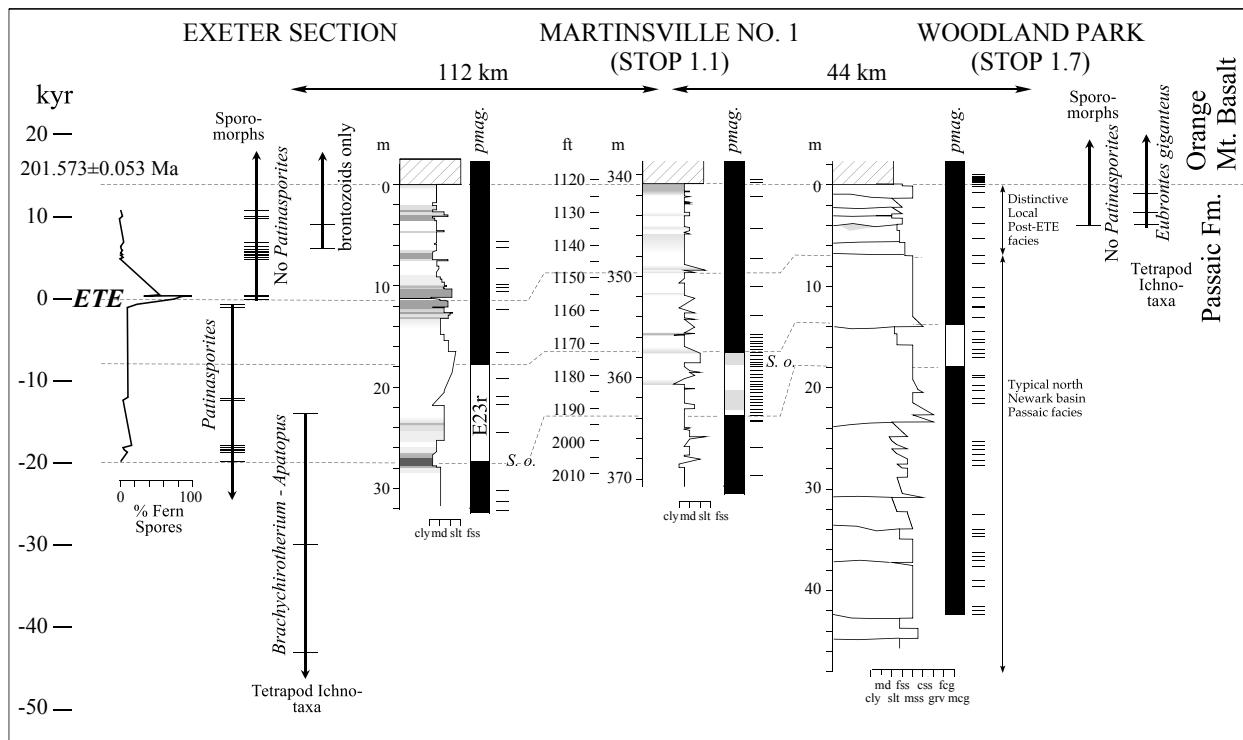 EXETER SECTION
MARTINSVILLE NO. 1
(STOP 1.1)
WOODLAND PARK
(STOP 1.7)
112 km
44 km
kyr
20
10
0
-10
-20
-30
-40
-50
201.573±0.053 Ma
ETE
0
100
% Fern
Spores
Sporo-
morphs
No Patinasporites
Patinasporites
brontozoids only
Brachychirotherium - Apatopus
Tetrapod Ichno-
taxa
m
0
10
20
30
pmag.
E23r
S. o.
cly md slt fss
ft
1120
1130
1140
1150
1160
1170
1180
1190
2000
2010
m
340
350
360
370
pmag.
S. o.
cly md slt fss
m
0
10
20
30
40
pmag.
md fss css fcg
slt
cly
mss grv mcg
Distinctive
Local
Post-ETE
facies
Typical north
Newark basin
Passaic facies
Sporo-
morphs
No Patinasporites
Eubrontes giganteus
Tetrapod
Ichno-
taxa
Orange
Mt. Basalt
Passaic Fm.